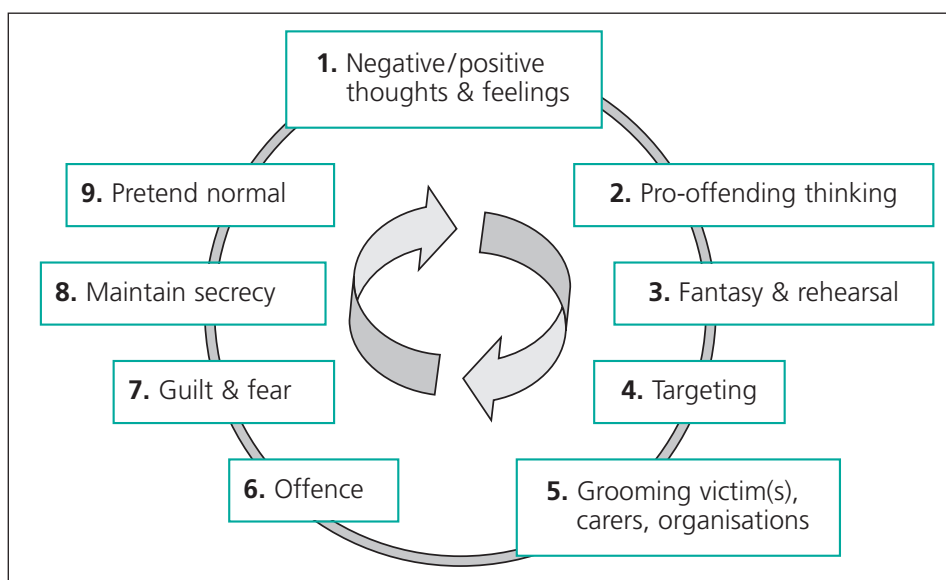 1. Negative/positive
thoughts & feelings
2. Pro-offending thinking
3. Fantasy & rehearsal
4. Targeting
5. Grooming victim(s),
carers, organisations
6. Offence
7. Guilt & fear
8. Maintain secrecy
9. Pretend normal